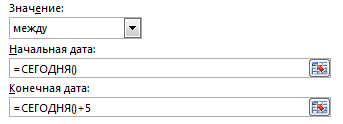 Значение:
между
Начальная дата:
=СЕГОДНЯ()
Конечная дата:
=СЕГОДНЯ()+5